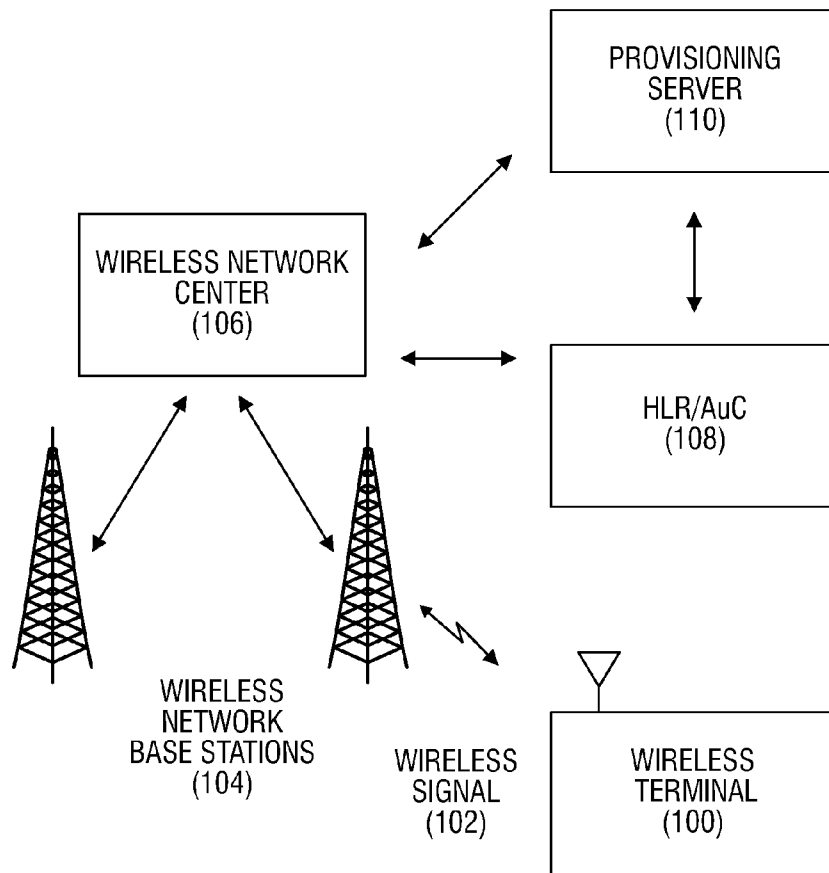 PROVISIONING
SERVER
(110)
WIRELESS NETWORK
CENTER
(106)
HLR/AuC
(108)
WIRELESS
NETWORK
BASE STATIONS
(104)
WIRELESS
SIGNAL
(102)
WIRELESS
TERMINAL
(100)